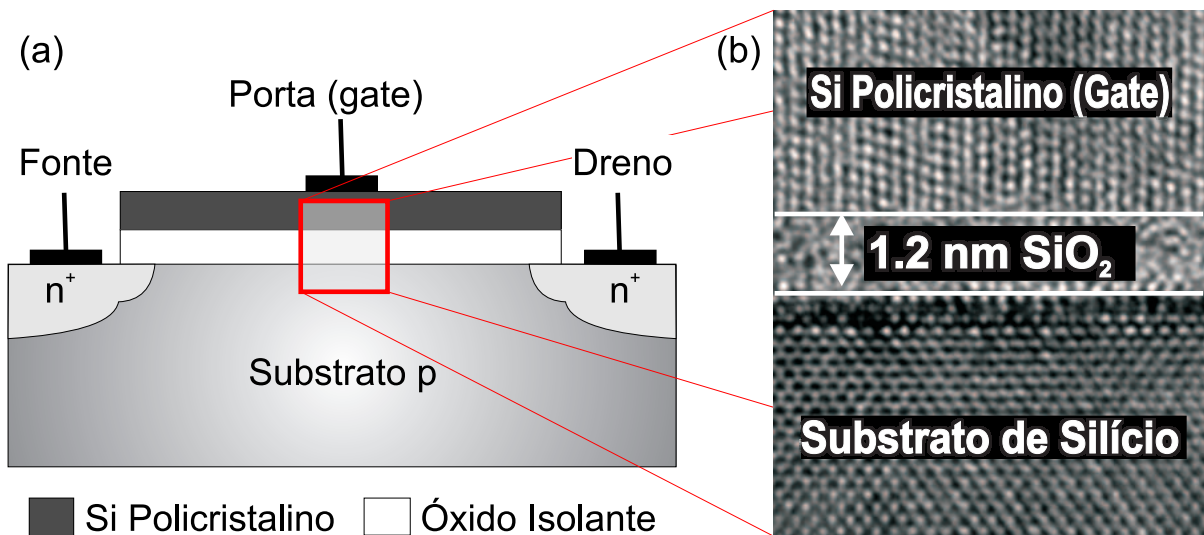 (a)
Porta (gate)
Fonte
Dreno
n+
n+
Substrato p
Si Policristalino
Óxido Isolante
(b)
Si Policristalino (Gate)
1.2 nm SiO₂
Substrato de Silício